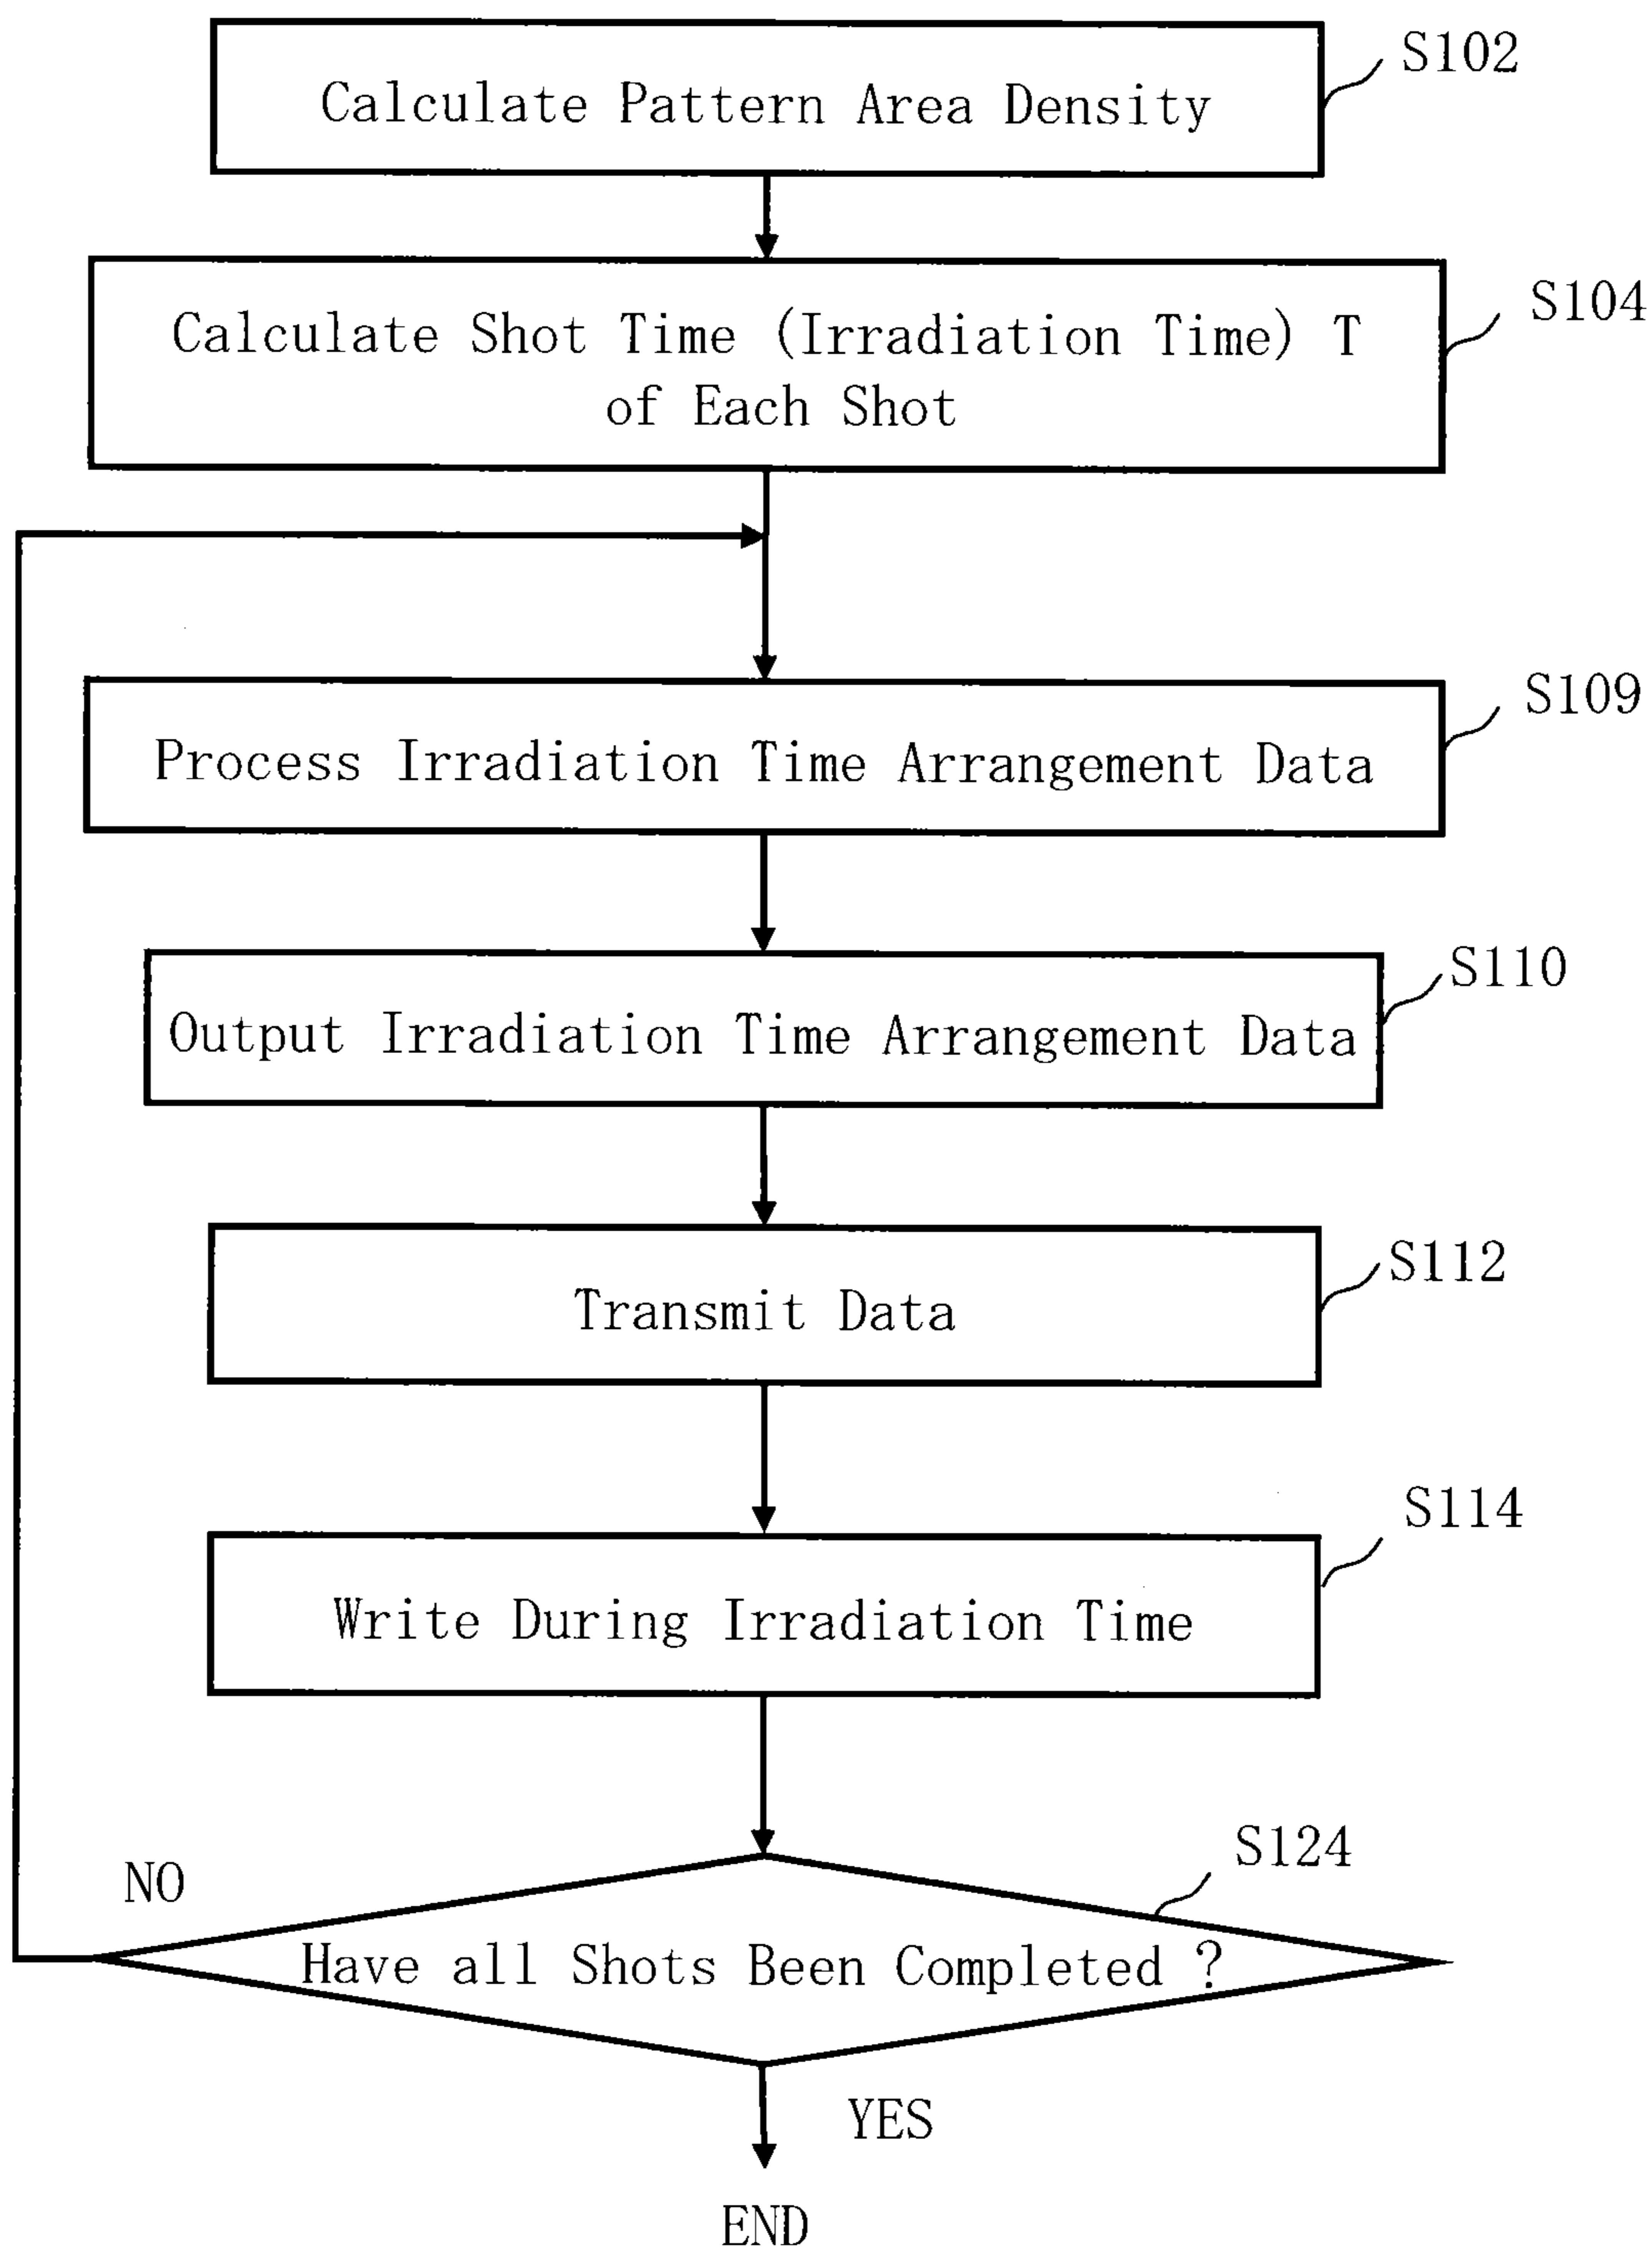 S102
Calculate Pattern Area Density
S104
Calculate Shot Time (Irradiation Time) T
of Each Shot
S109
Process Irradiation Time Arrangement Data
S110
Output Irradiation Time Arrangement Data
S112
Transmit Data
S114
Write During Irradiation Time
S124
NO
Have all Shots Been Completed ?
YES
END